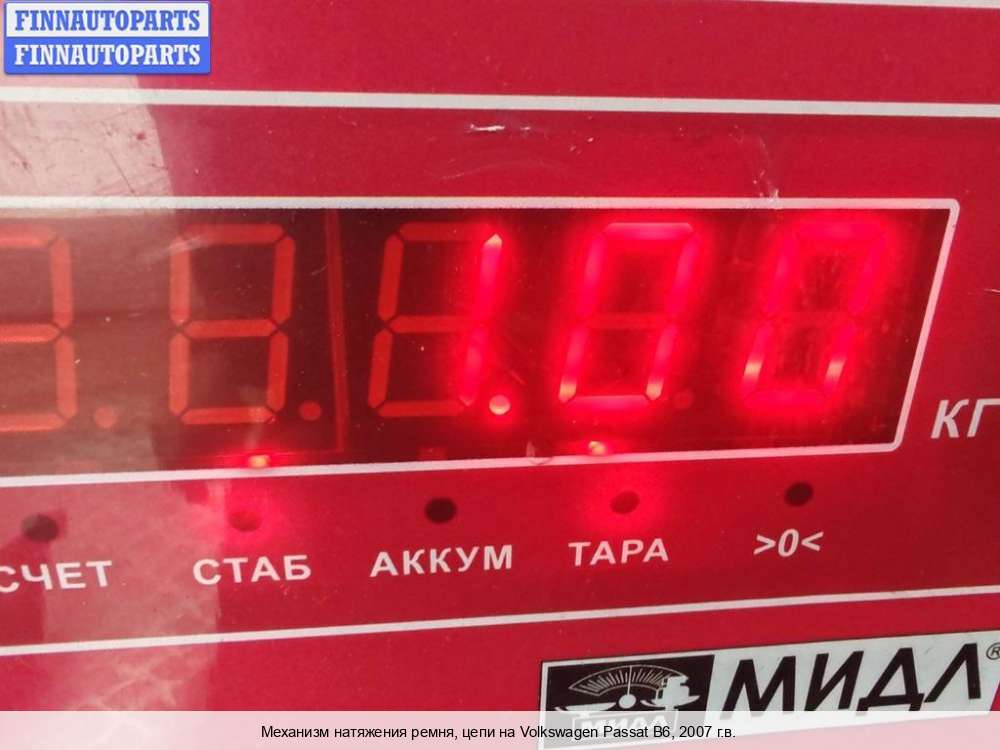 FINNAUTOPARTS
FINNAUTOPARTS
1.00
КГ
СЧЕТ СТАБ АККУМ ТАРА >0<
МИДЛ®
МИДЛ
Механизм натяжения ремня, цепи на Volkswagen Passat B6, 2007 г.в.